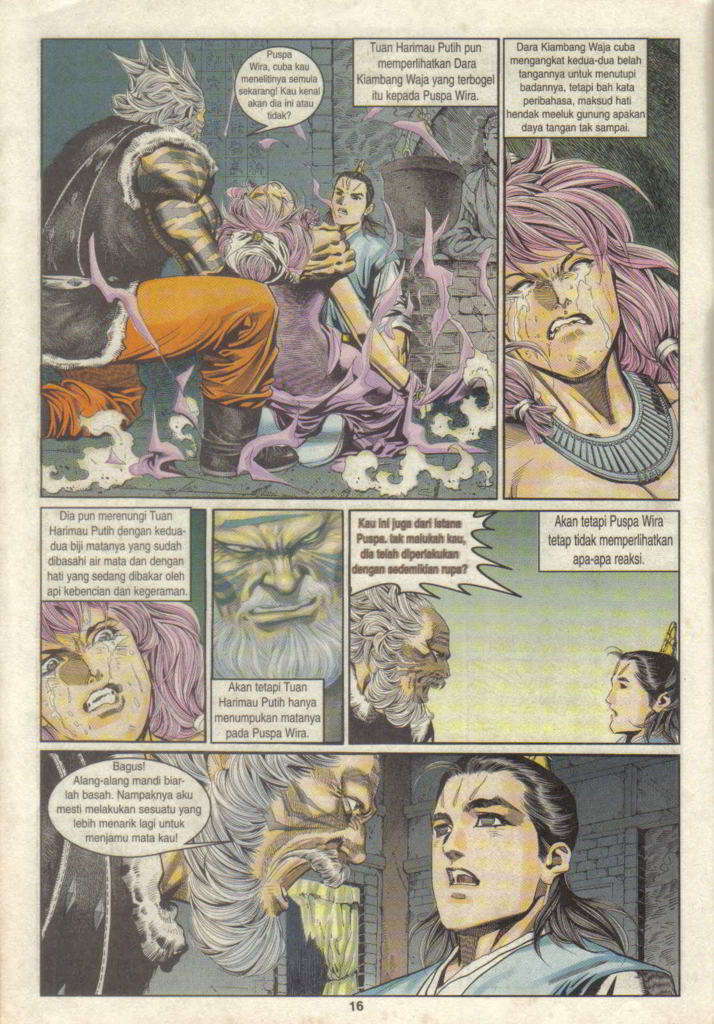 Puspa
Wira, cuba kau
menelitinya semula
sekarang! Kau kenal
akan dia ini atau
tidak?
Tuan Harimau Putih pun
memperlihatkan Dara
Kiambang Waja yang terbogel
itu kepada Puspa Wira.
Dara Kiambang Waja cuba
mengangkat kedua-dua belah
tangannya untuk menutupi
badannya, tetapi bah kata
peribahasa, maksud hati
hendak meeluk gunung apakan
daya tangan tak sampai.
Dia pun merenungi Tuan
Harimau Putih dengan kedua-
dua biji matanya yang sudah
dibasahi air mata dan dengan
hati yang sedang dibakar oleh
api kebencian dan kegeraman.
Akan tetapi Tuan
Harimau Putih hanya
menumpukan matanya
pada Puspa Wira.
Kau ini juga dari Istana
Puspa. tak malukah kau,
dia telah diperlakukan
dengan sedemikian rupa?
Akan tetapi Puspa Wira
tetap tidak memperlihatkan
apa-apa reaksi.
Bagus!
Alang-alang mandi biar-
lah basah. Nampaknya aku
mesti melakukan sesuatu yang
lebih menarik lagi untuk
menjamu mata kau!
16